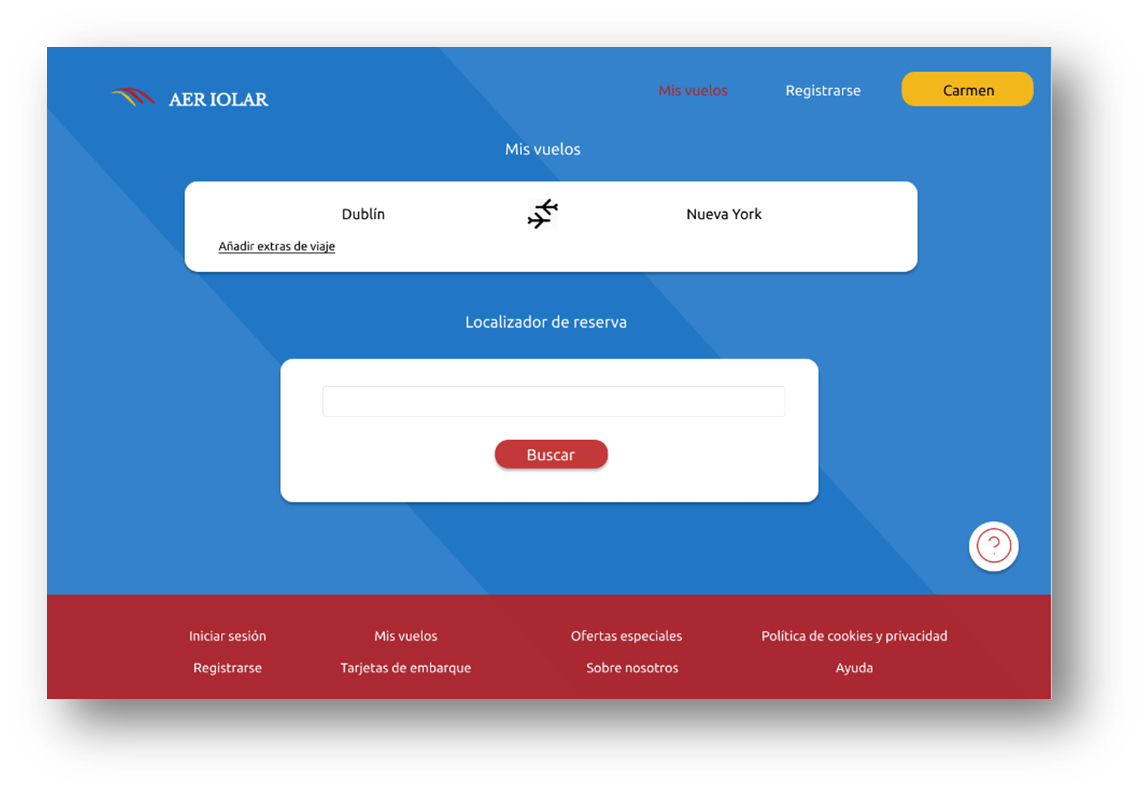 AER IOLAR
Mis vuelos
Registrarse
Carmen
Mis vuelos
Dublín
Nueva York
Añadir extras de viaje
Localizador de reserva
Buscar
?
Iniciar sesión
Mis vuelos
Ofertas especiales
Política de cookies y privacidad
Registrarse
Tarjetas de embarque
Sobre nosotros
Ayuda